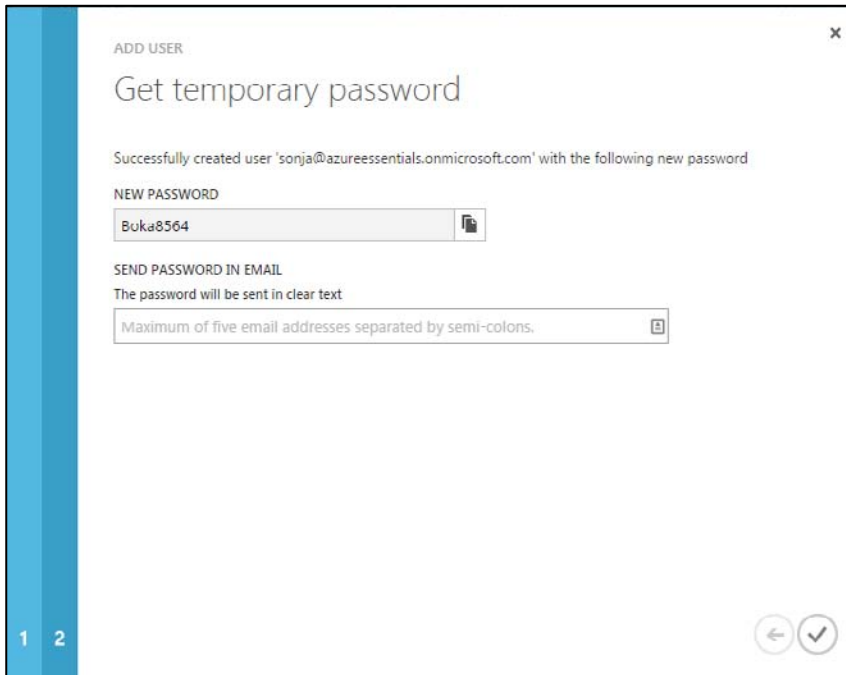 ADD USER
Get temporary password
Successfully created user 'sonja@azureessentials.onmicrosoft.com' with the following new password
NEW PASSWORD
Buka8564
SEND PASSWORD IN EMAIL
The password will be sent in clear text
Maximum of five email addresses separated by semi-colons.
1 2